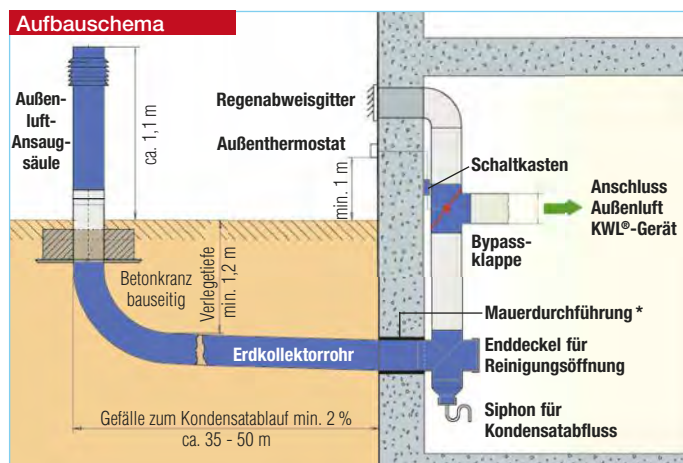 Aufbauschema
Außen-
luft-
Ansaug-
säule
ca. 1,1 m
Regenabweisgitter
Außenthermostat
min. 1 m
Schaltkasten
Anschluss
Außenluft
KWL®-Gerät
Bypass-
klappe
Betonkranz
bauseitig
Verlegetiefe
min. 1,2 m
Mauerdurchführung *
Erdkollektorrohr
Enddeckel für
Reinigungsöffnung
Gefälle zum Kondensatablauf min. 2 %
ca. 35 - 50 m
Siphon für
Kondensatabfluss